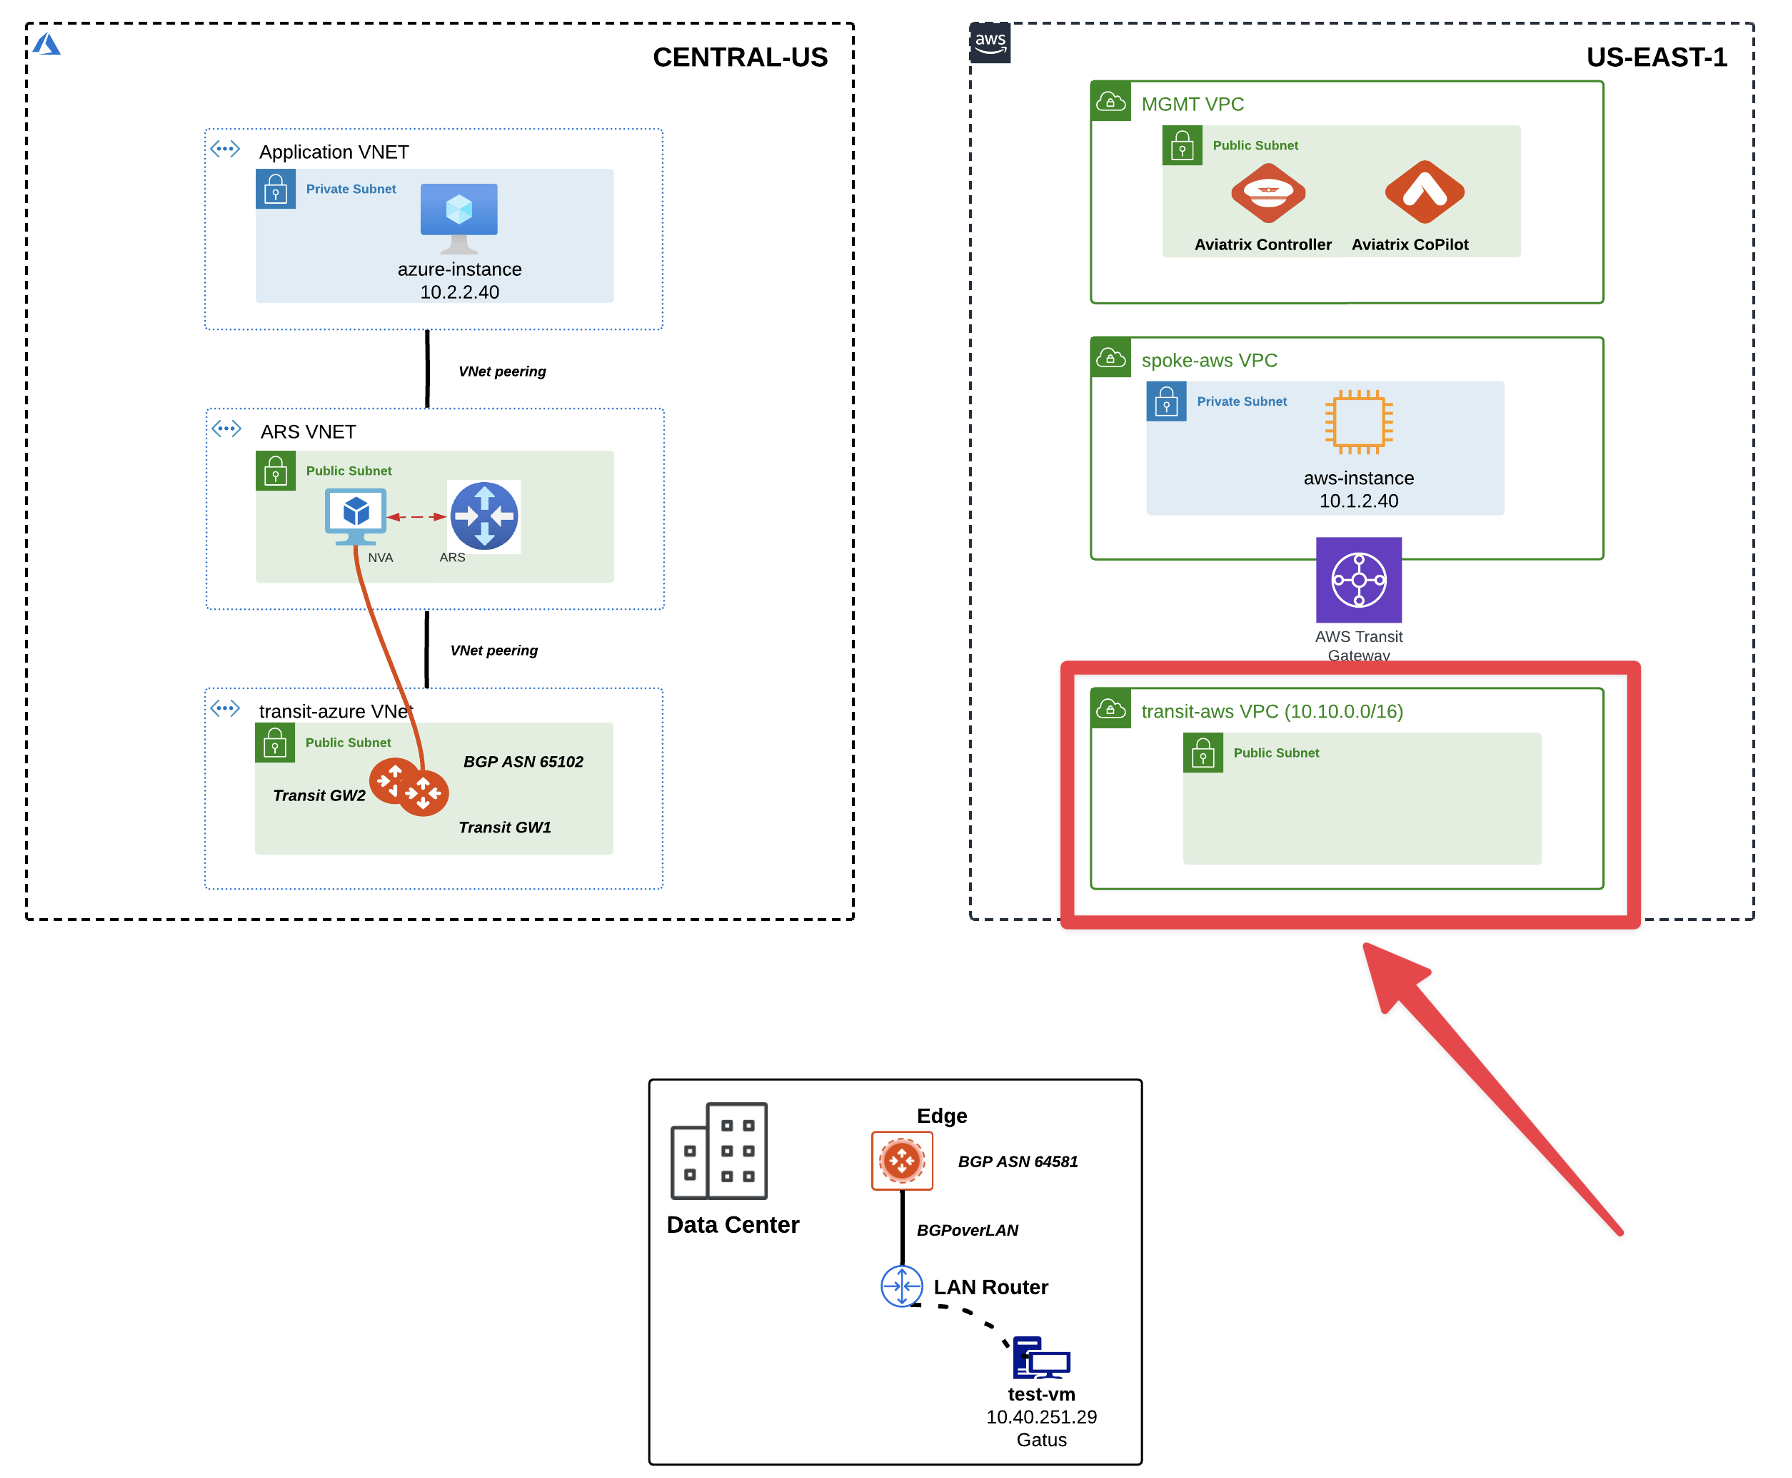 CENTRAL-US
Application VNET
Private Subnet
azure-instance
10.2.2.40
VNet peering
ARS VNET
Public Subnet
NVA
ARS
VNet peering
transit-azure VNet
Public Subnet
BGP ASN 65102
Transit GW2
Transit GW1
aws
US-EAST-1
MGMT VPC
Public Subnet
Aviatrix Controller
Aviatrix CoPilot
spoke-aws VPC
Private Subnet
aws-instance
10.1.2.40
AWS Transit
Gateway
transit-aws VPC (10.10.0.0/16)
Public Subnet
Edge
BGP ASN 64581
Data Center
BGPoverLAN
LAN Router
test-vm
10.40.251.29
Gatus